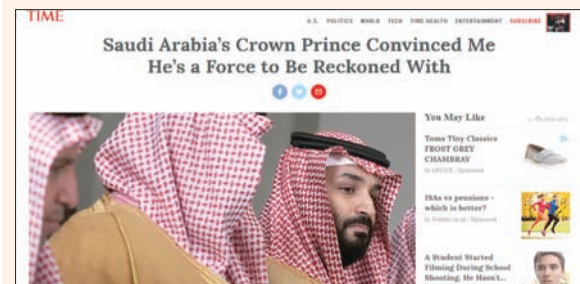 TIME
U.S. POLITICS WORLD TECH TIME HEALTH ENTERTAINMENT SUBSCRIBE
Saudi Arabia's Crown Prince Convinced Me
He's a Force to Be Reckoned With
You May Like
Toms Tiny Classics
FROST GREY
CHAMBRAY
Sponsored
ISAs vs pensions -
which is better?
Sponsored
A Student Started
Filming During School
Shooting. He Hasn't...